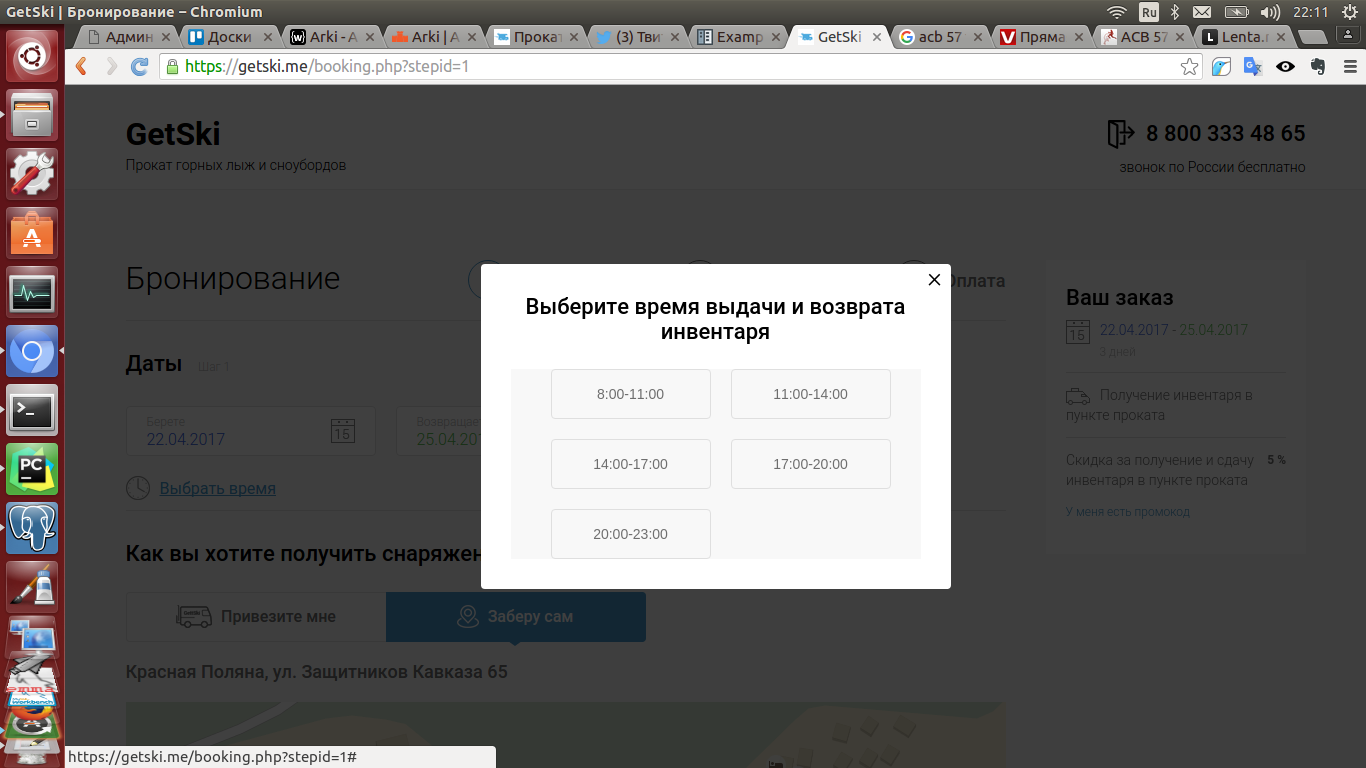 GetSki | Бронирование – Chromium
Ru
22:11
Админ
Доски
Arki - A
Arki | A
Прокат
(3) Тви
Examp
GetSki
acb 57
Пряма
ACB 57
Lenta.r
https://getski.me/booking.php?stepid=1
GetSki
8 800 333 48 65
Прокат горных лыж и сноубордов
звонок по России бесплатно
Бронирование
Оплата
Ваш заказ
22.04.2017 - 25.04.2017
3 дней
Получение инвентаря в
пункте проката
Скидка за получение и сдачу 5 %
инвентаря в пункте проката
У меня есть промокод
Даты Шаг 1
Берете
22.04.2017
15
Возвращае
25.04.201
Выбрать время
Выберите время выдачи и возврата
инвентаря
8:00-11:00
11:00-14:00
14:00-17:00
17:00-20:00
20:00-23:00
Как вы хотите получить снаряжен
Привезите мне
Заберу сам
Красная Поляна, ул. Защитников Кавказа 65
https://getski.me/booking.php?stepid=1#
15
PC
workbench